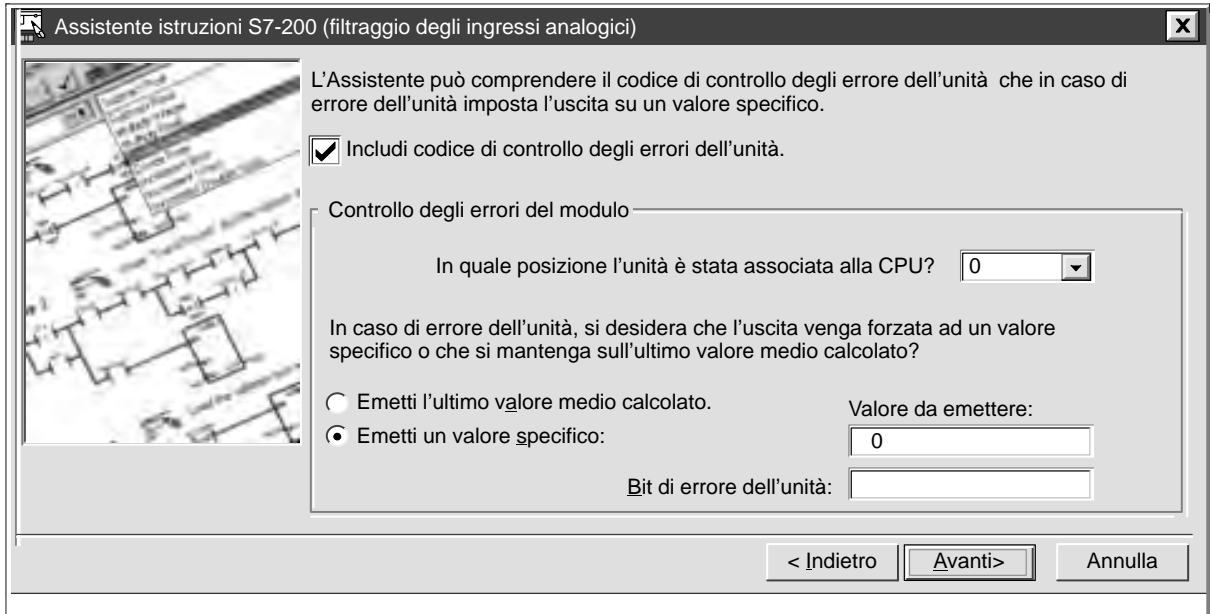 Assistente istruzioni S7-200 (filtraggio degli ingressi analogici)
L'Assistente può comprendere il codice di controllo degli errore dell'unità che in caso di
errore dell'unità imposta l'uscita su un valore specifico.
Includi codice di controllo degli errori dell'unità.
Controllo degli errori del modulo
In quale posizione l'unità è stata associata alla CPU? 0
In caso di errore dell'unità, si desidera che l'uscita venga forzata ad un valore
specifico o che si mantenga sull'ultimo valore medio calcolato?
Emetti l'ultimo valore medio calcolato.
Valore da emettere:
Emetti un valore specifico:
0
Bit di errore dell'unità:
< Indietro
Avanti>
Annulla